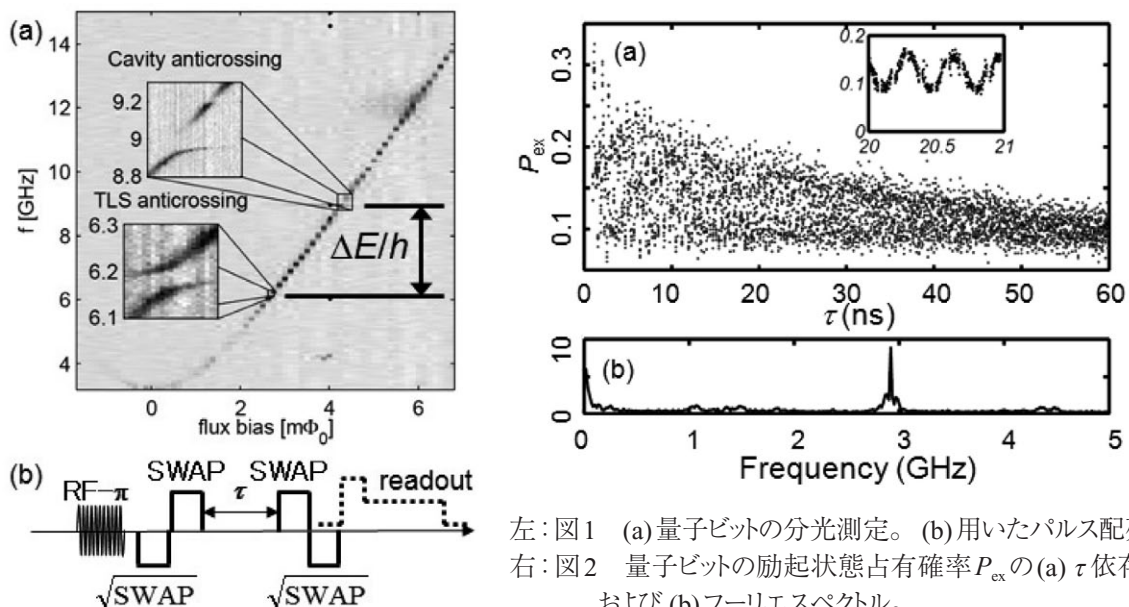 (a)
14
12
10
8
6
4
f [GHz]
Cavity anticrossing
9.2
9
8.8
TLS anticrossing
6.3
6.2
6.1
ΔE/h
0
2
4
6
flux bias [mΦ0]
(b)
RF-π
SWAP
τ
SWAP
readout
√SWAP
√SWAP
(a)
0.3
0.2
0.1
Pex
0.2
0.1
0
20
20.5
21
0
10
20
30
40
50
60
τ (ns)
(b)
10
0
0
1
2
3
4
5
Frequency (GHz)
左：図1 (a)量子ビットの分光測定。 (b)用いたパルス配
右：図2 量子ビットの励起状態占有確率Pexの(a) τ依存
および (b)フーリエスペクトル。